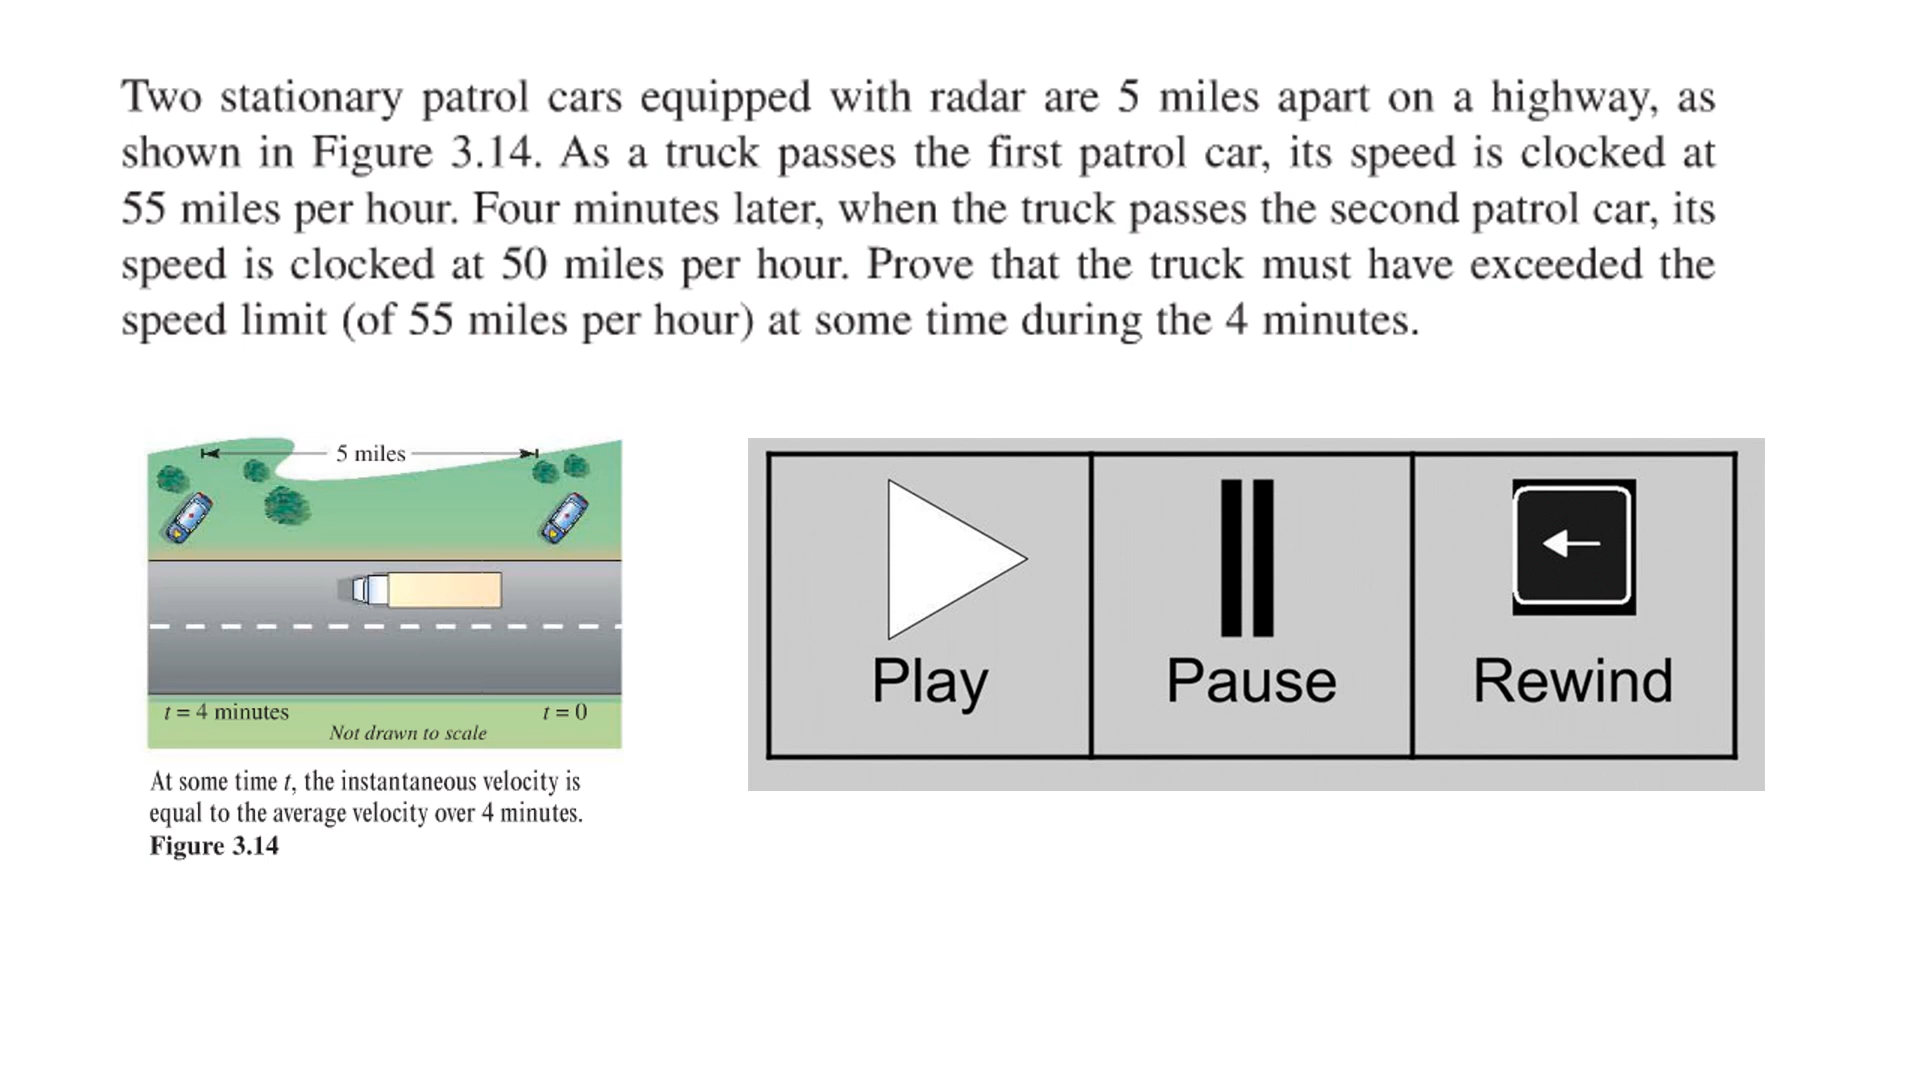 Two stationary patrol cars equipped with radar are 5 miles apart on a highway, as
shown in Figure 3.14. As a truck passes the first patrol car, its speed is clocked at
55 miles per hour. Four minutes later, when the truck passes the second patrol car, its
speed is clocked at 50 miles per hour. Prove that the truck must have exceeded the
speed limit (of 55 miles per hour) at some time during the 4 minutes.
5 miles
t = 4 minutes
t = 0
Not drawn to scale
At some time t, the instantaneous velocity is
equal to the average velocity over 4 minutes.
Figure 3.14
Play
Pause
Rewind